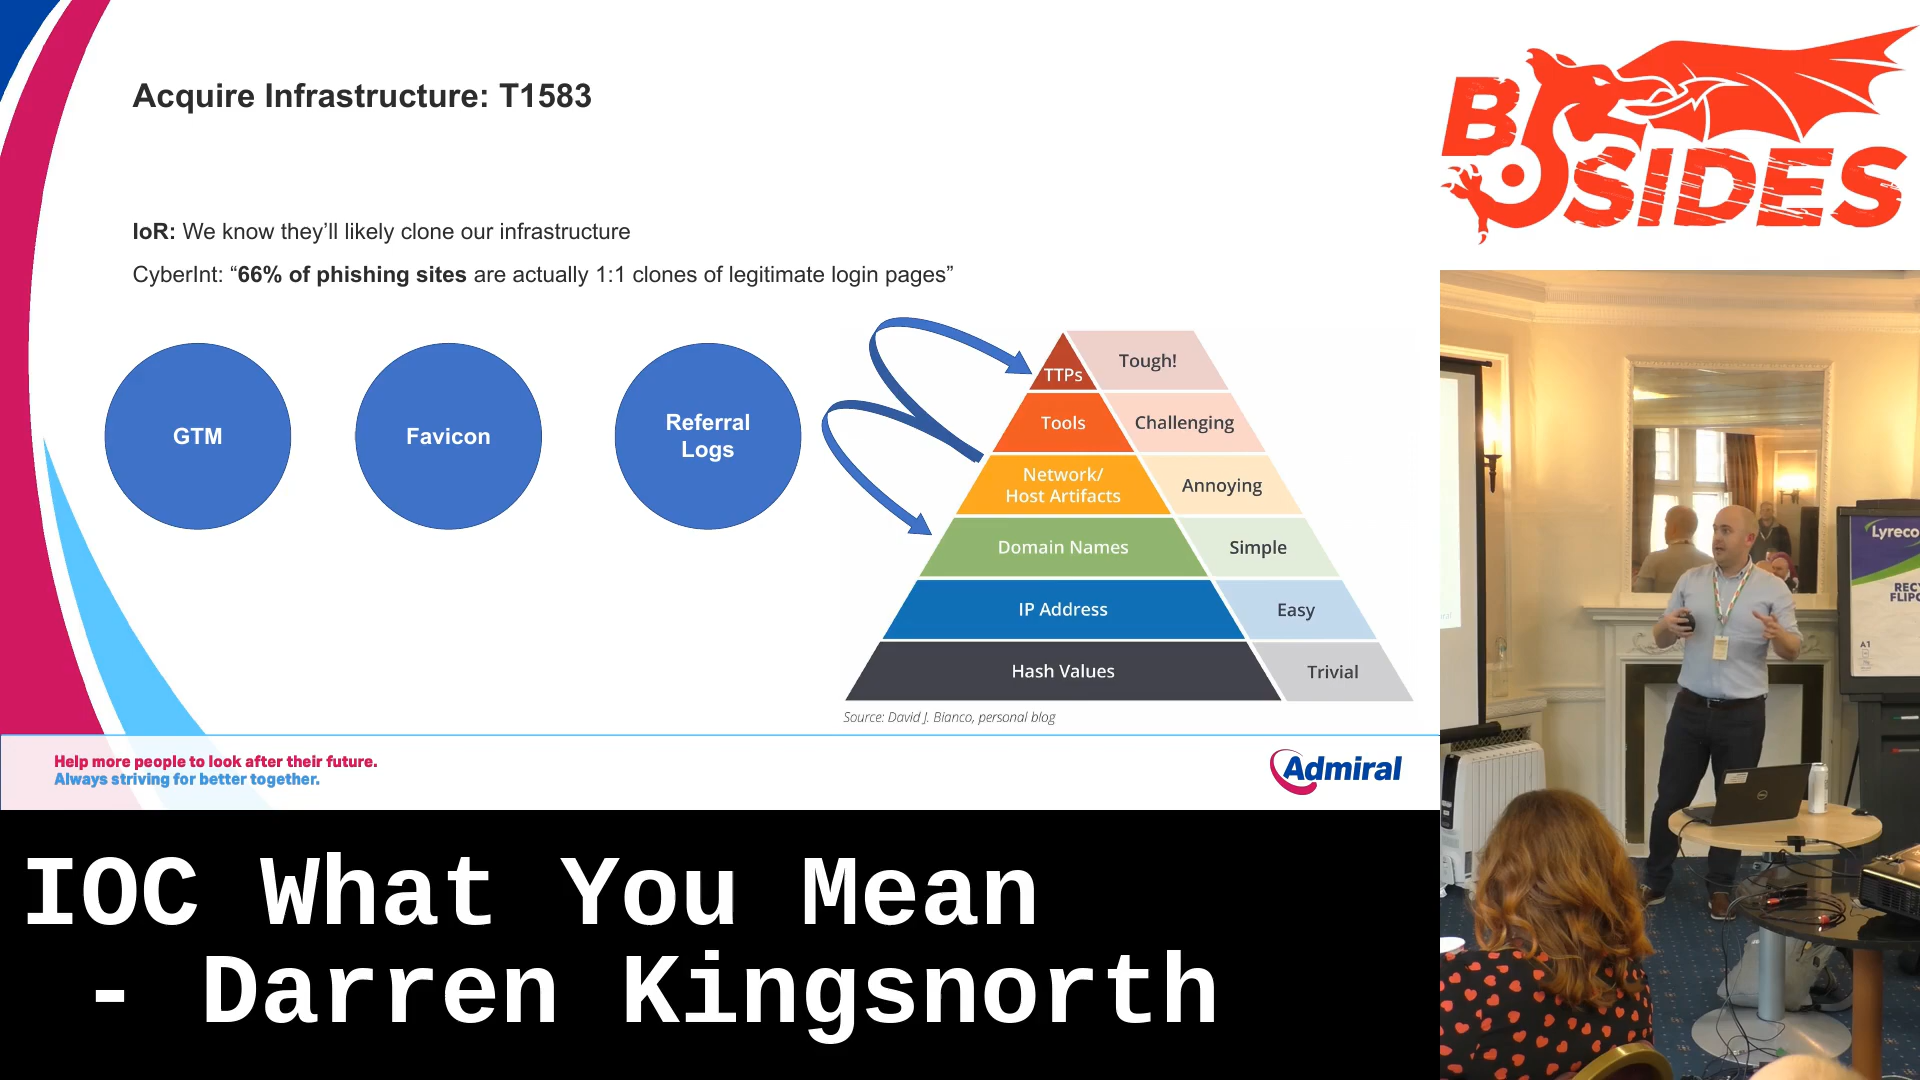 Acquire Infrastructure: T1583
IoR: We know they’ll likely clone our infrastructure
CyberInt: “66% of phishing sites are actually 1:1 clones of legitimate login pages”
GTM
Favicon
Referral
Logs
TTPs
Tough!
Tools
Challenging
Network/
Host Artifacts
Annoying
Domain Names
Simple
IP Address
Easy
Hash Values
Trivial
Source: David J. Bianco, personal blog
Help more people to look after their future.
Always striving for better together.
Admiral
IOC What You Mean
- Darren Kingsnorth
BSIDES
Lyreco
A1